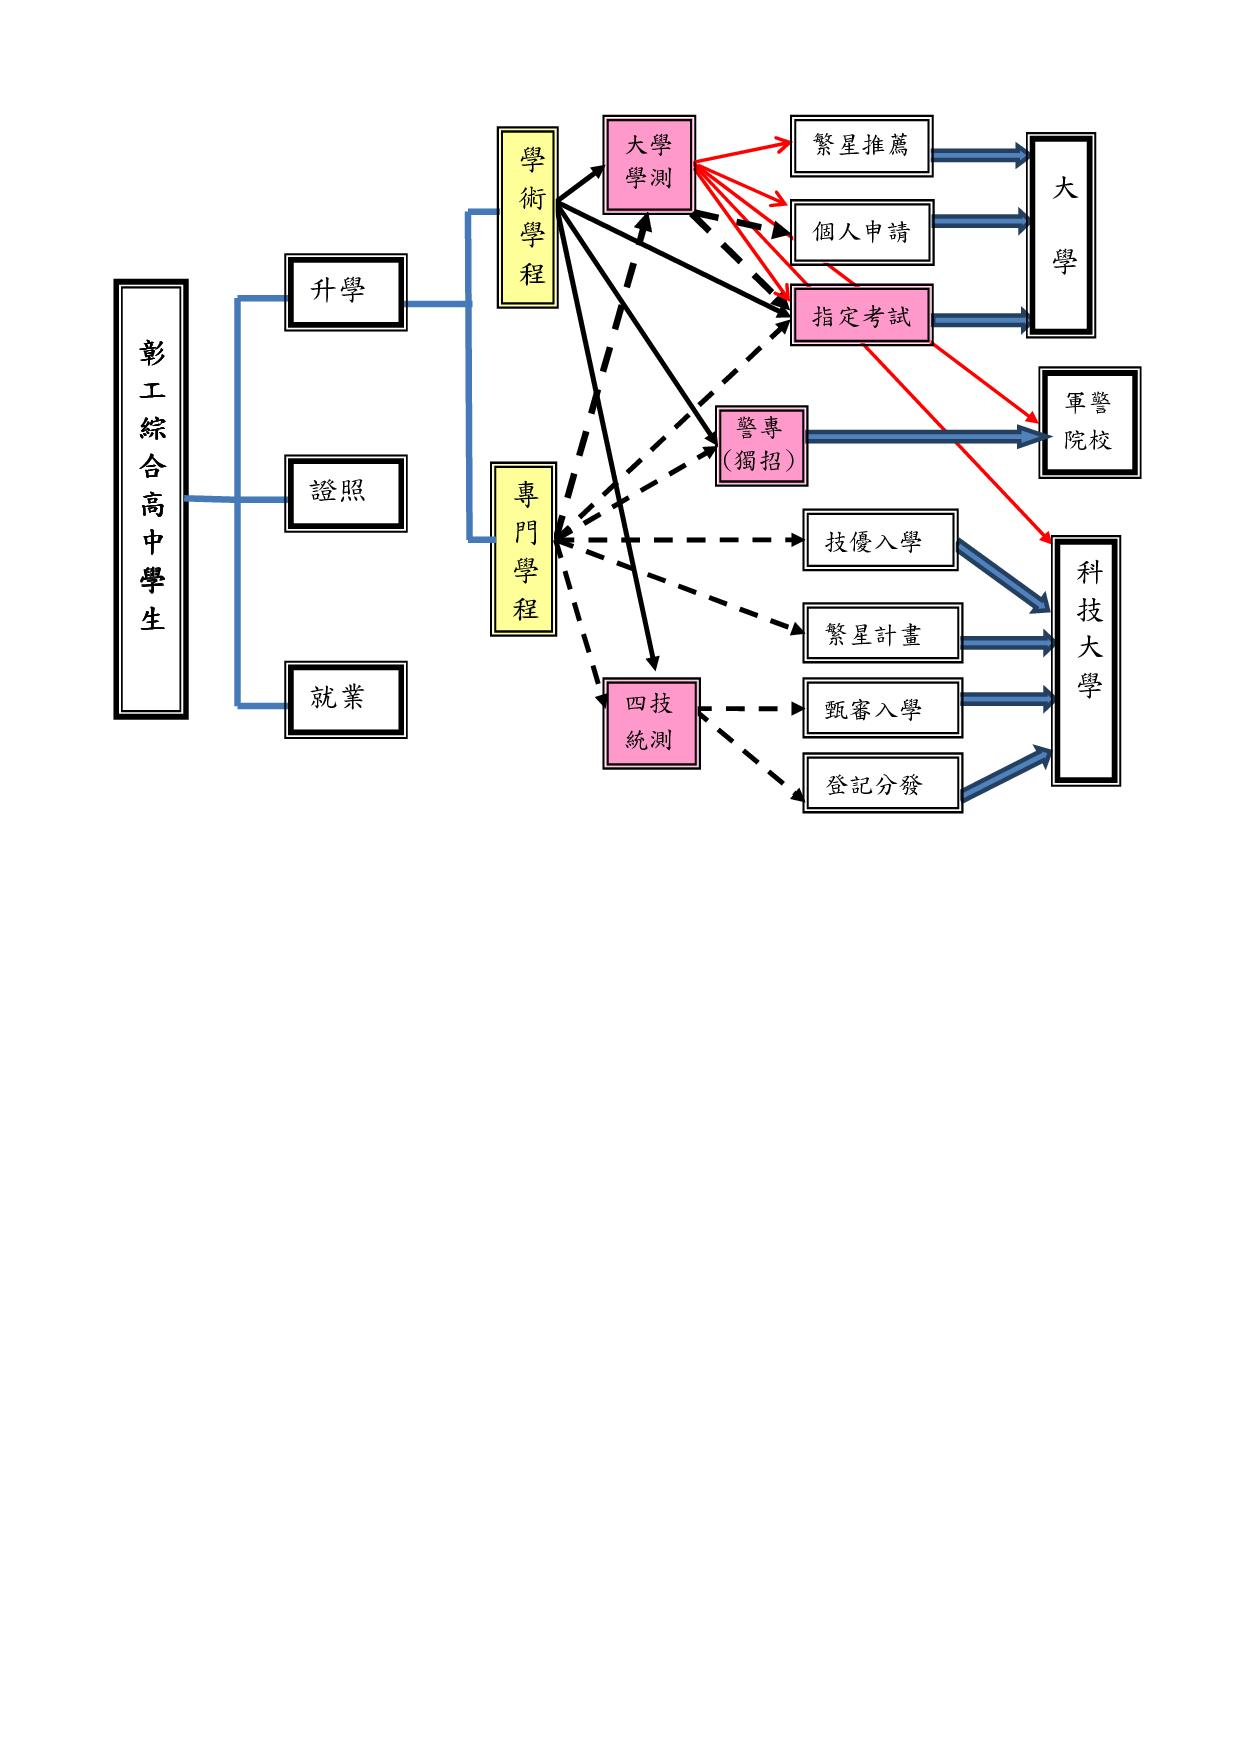 彰工綜合高中學生
升學
證照
就業
學術學程
專門學程
大學
學測
警專
(獨招)
四技
統測
繁星推薦
個人申請
指定考試
技優入學
繁星計畫
甄審入學
登記分發
大學
軍警
院校
科技大學